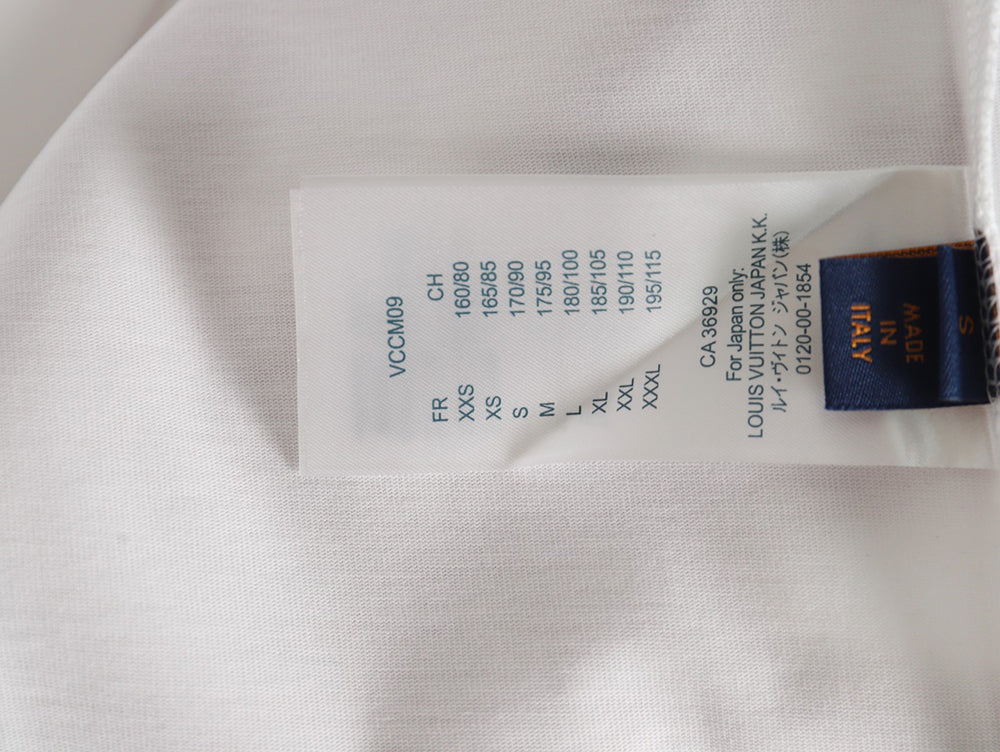 VCCM09
FR CH
XXS 160/80
XS 165/85
S 170/90
M 175/95
L 180/100
XL 185/105
XXL 190/110
XXXL 195/115
CA 36929
For Japan only:
LOUIS VUITTON JAPAN K.K.
ルイ・ヴィトン ジャパン(株)
0120-00-1854
MADE
IN
ITALY
S